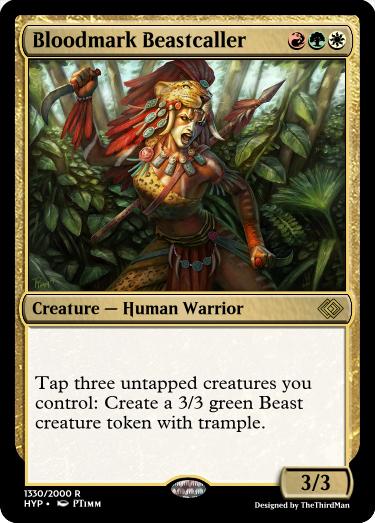 Bloodmark Beastcaller
Creature — Human Warrior
Tap three untapped creatures you
control: Create a 3/3 green Beast
creature token with trample.
3/3
1330/2000 R
HYP • PTimm
Designed by TheThirdMan